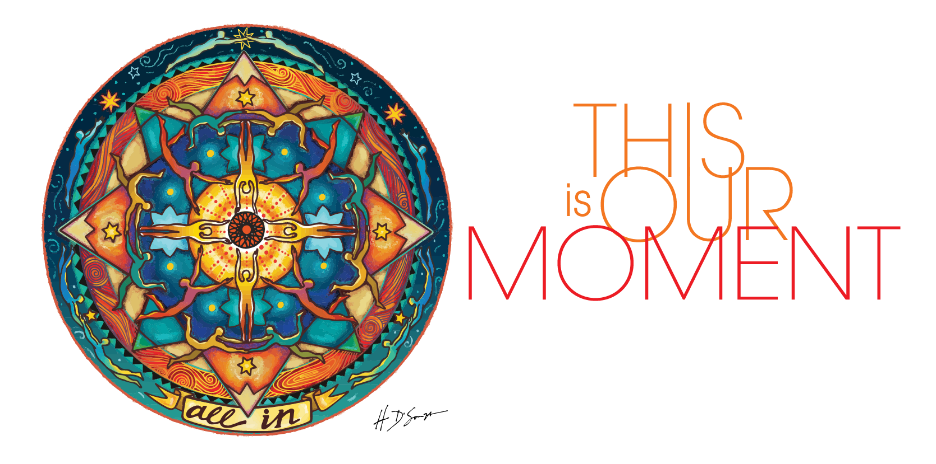 THIS
is OUR
MOMENT
all in